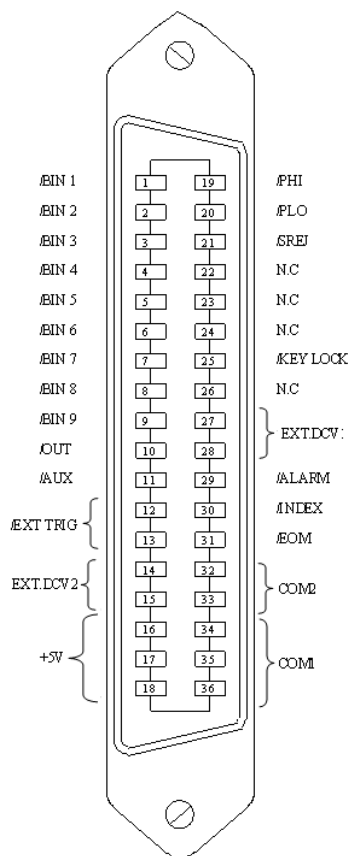 /BIN 1 1 19 /PHI
/BIN 2 2 20 /PLO
/BIN 3 3 21 /SREJ
/BIN 4 4 22 N.C
/BIN 5 5 23 N.C
/BIN 6 6 24 N.C
/BIN 7 7 25 /KEY LOCK
/BIN 8 8 26 N.C
/BIN 9 9 27
EXT.DCV1
/OUT 10 28
/AUX 11 29 /ALARM
12 30 /INDEX
/EXT TRIG
13 31 /EOM
14 32
EXT.DCV2 COM2
15 33
16 34
+5V 17 35 COM1
18 36